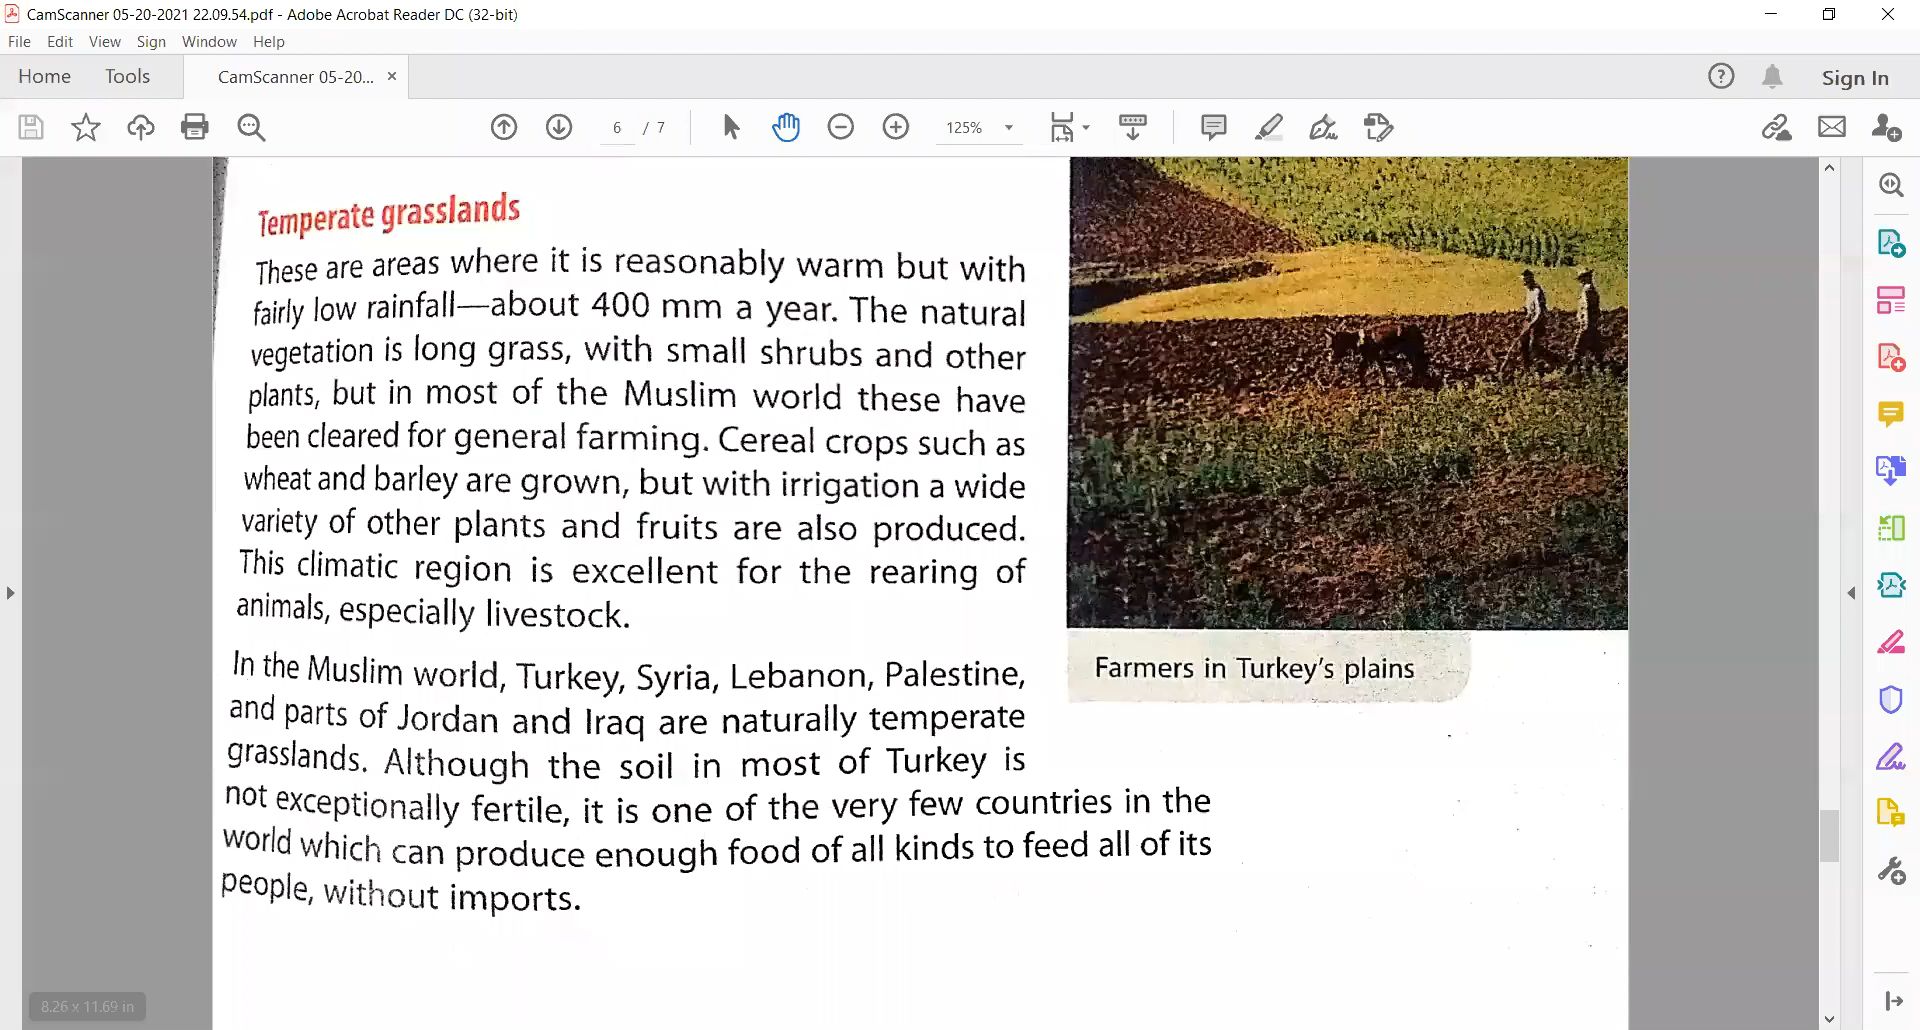 CamScanner 05-20-2021 22.09.54.pdf - Adobe Acrobat Reader DC (32-bit)
File Edit View Sign Window Help
Home Tools CamScanner 05-20... × Sign In
6 / 7 125%
Temperate grasslands
These are areas where it is reasonably warm but with
fairly low rainfall—about 400 mm a year. The natural
vegetation is long grass, with small shrubs and other
plants, but in most of the Muslim world these have
been cleared for general farming. Cereal crops such as
wheat and barley are grown, but with irrigation a wide
variety of other plants and fruits are also produced.
This climatic region is excellent for the rearing of
animals, especially livestock.
In the Muslim world, Turkey, Syria, Lebanon, Palestine,
and parts of Jordan and Iraq are naturally temperate
grasslands. Although the soil in most of Turkey is
not exceptionally fertile, it is one of the very few countries in the
world which can produce enough food of all kinds to feed all of its
people, without imports.
Farmers in Turkey's plains
8.26 x 11.69 in